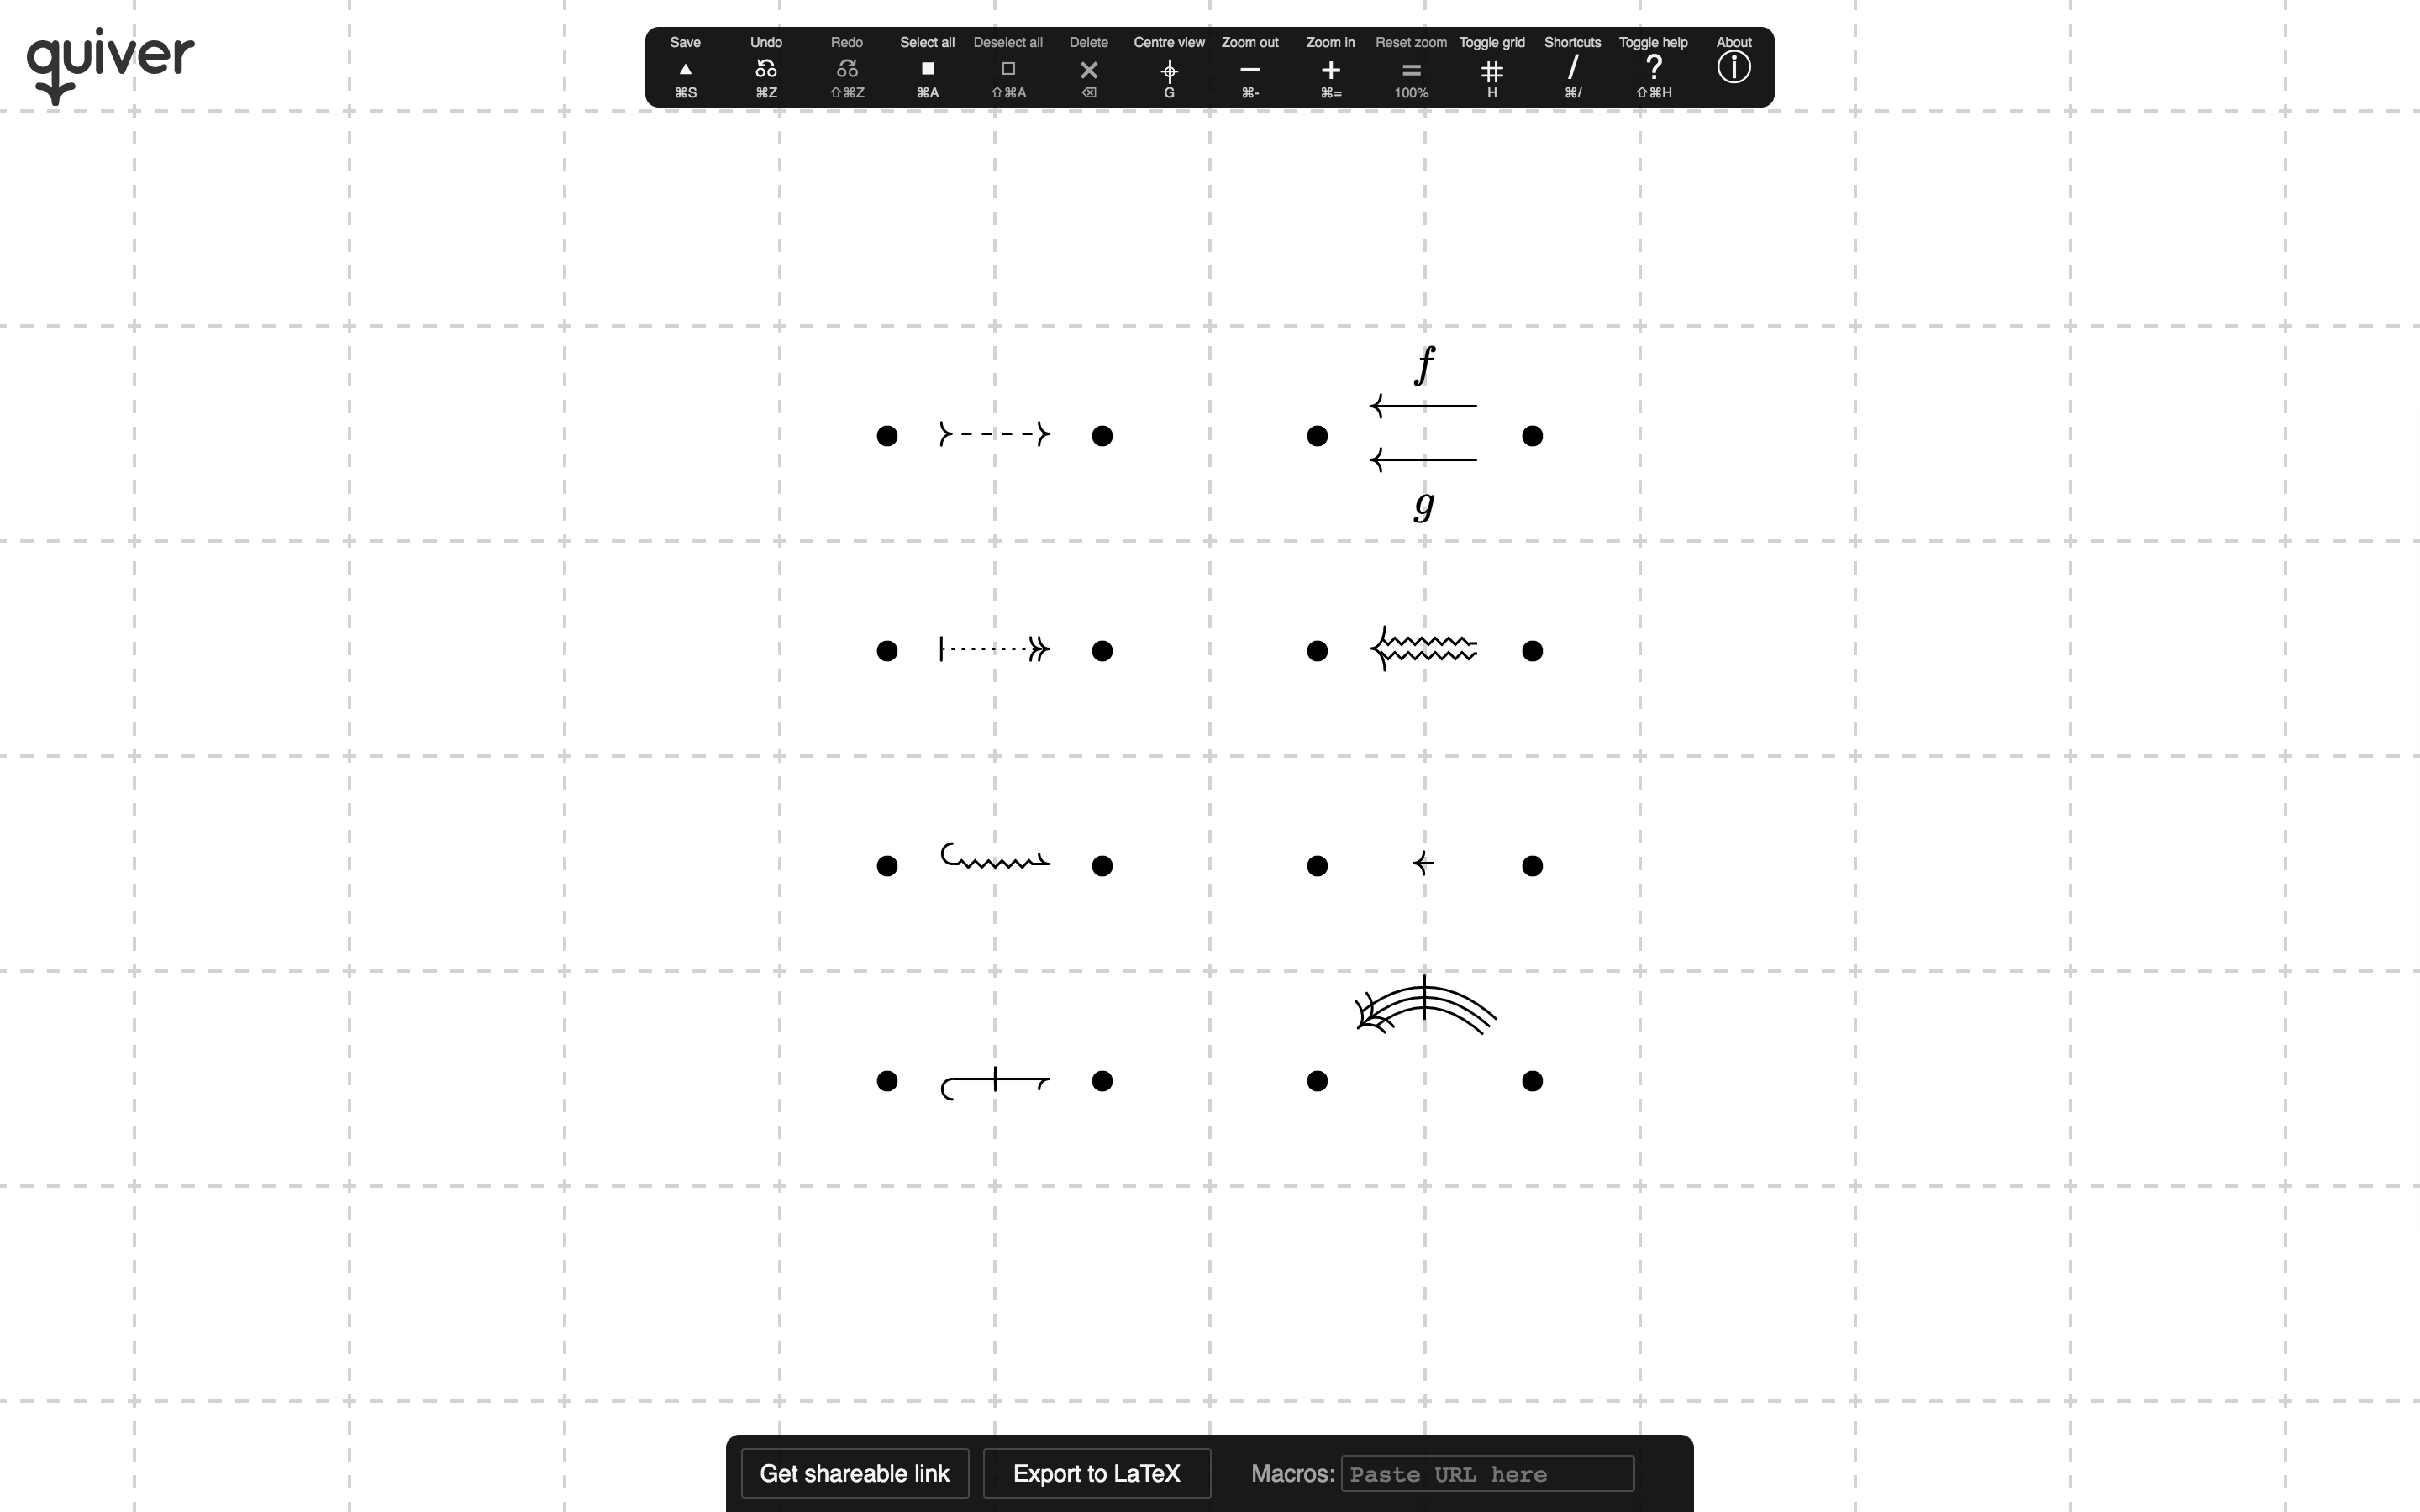 quiver
Save Undo Redo Select all Deselect all Delete Centre view Zoom out Zoom in Reset zoom Toggle grid Shortcuts Toggle help About
⌘S ⌘Z ⇧⌘Z ⌘A ⇧⌘A ⌫ G ⌘- ⌘= 100% H ⌘/ ⇧⌘H
f
g
Get shareable link Export to LaTeX Macros: Paste URL here